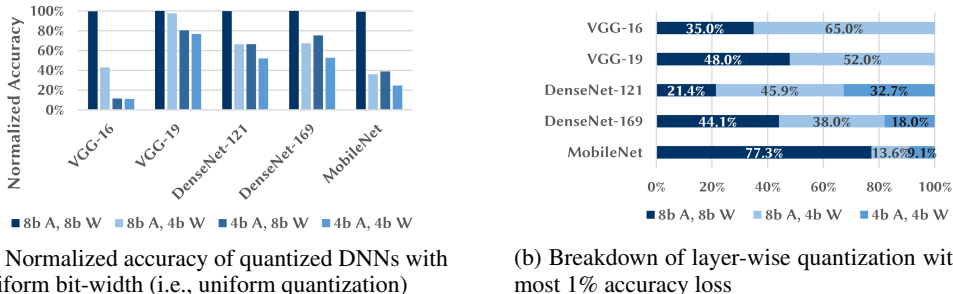 Normalized Accuracy
100%
80%
60%
40%
20%
0%
VGG-16
VGG-19
DenseNet-121
DenseNet-169
MobileNet
8b A, 8b W
8b A, 4b W
4b A, 8b W
4b A, 4b W
Normalized accuracy of quantized DNNs with
iform bit-width (i.e., uniform quantization)
VGG-16
35.0%
65.0%
VGG-19
48.0%
52.0%
DenseNet-121
21.4%
45.9%
32.7%
DenseNet-169
44.1%
38.0%
18.0%
MobileNet
77.3%
13.6%
9.1%
0%
20%
40%
60%
80%
100%
8b A, 8b W
8b A, 4b W
4b A, 4b W
(b) Breakdown of layer-wise quantization wit
most 1% accuracy loss